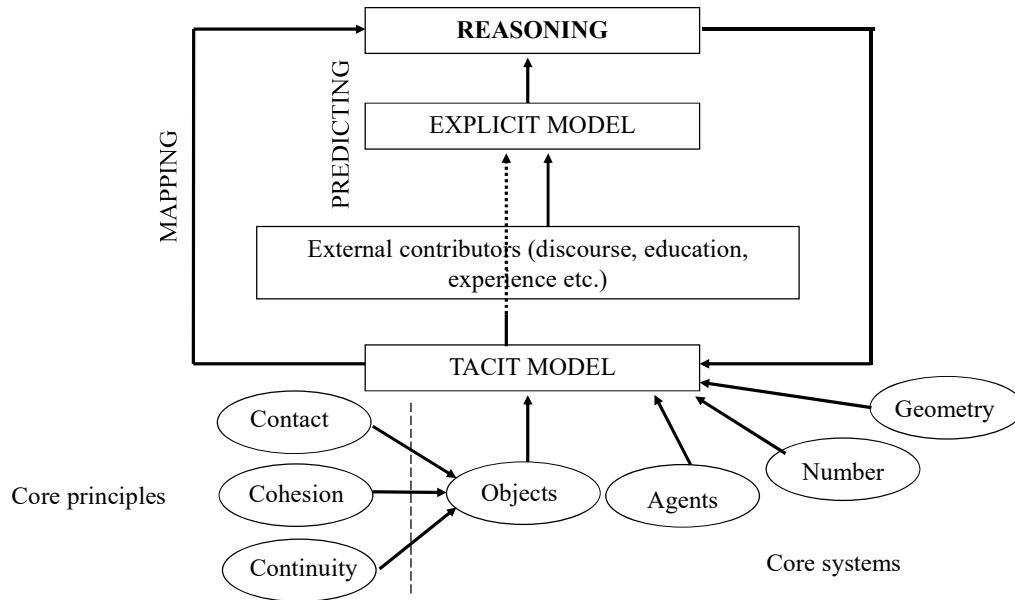 REASONING
MAPPING
PREDICTING
EXPLICIT MODEL
External contributors (discourse, education,
experience etc.)
TACIT MODEL
Contact
Geometry
Cohesion
Objects
Agents
Number
Core principles
Continuity
Core systems